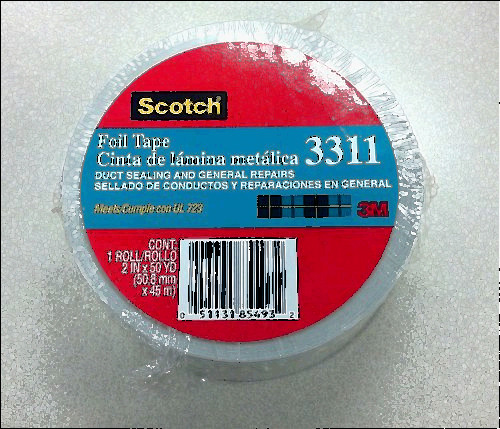 Scotch
Foil Tape
Cinta de lámina metálica 3311
DUCT SEALING AND GENERAL REPAIRS
SELLADO DE CONDUCTOS Y REPARACIONES EN GENERAL
Meets/Cumple con UL 723
3M
CONT.
1 ROLL/ROLLO
2 IN x 50 YD
(50.8 mm
x 45 m)
0 51131 85493 2